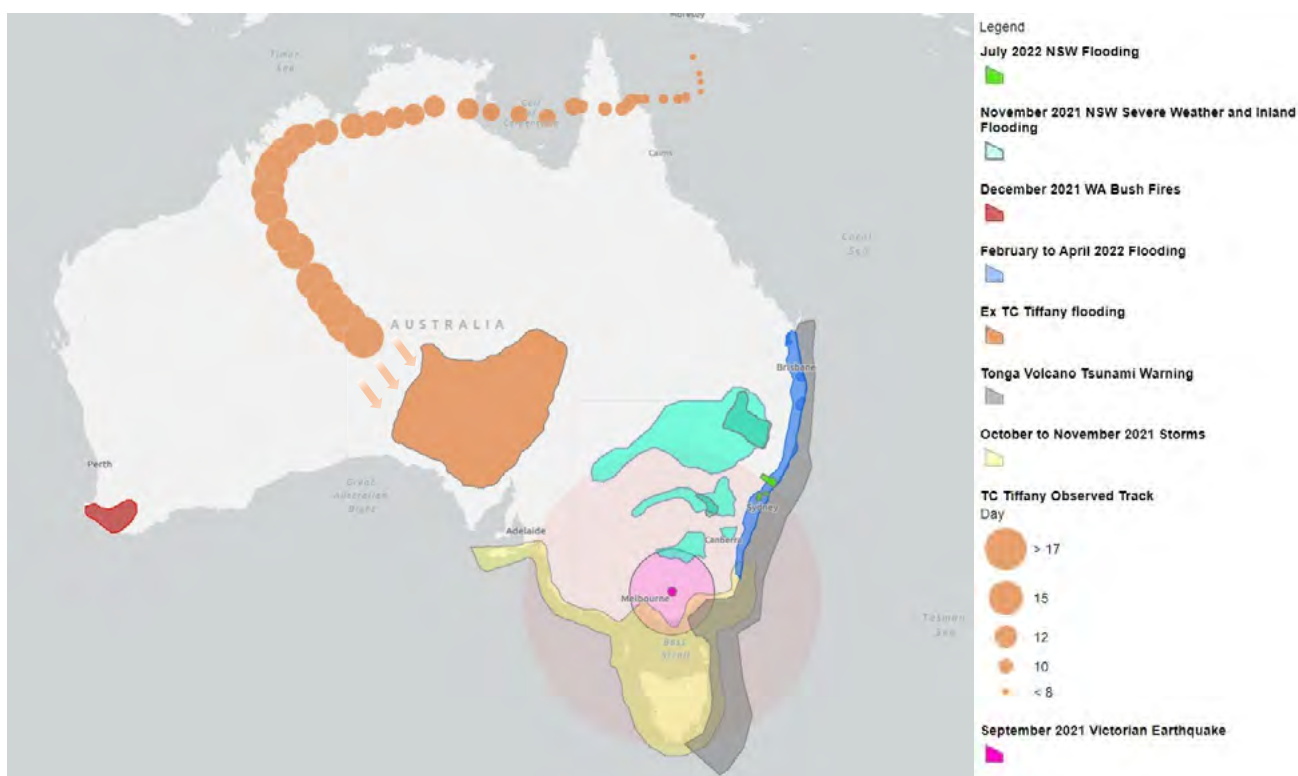 Timor
Sea
Gulf
of
Carpentaria
Cairns
Coral
Sea
AUSTRALIA
Brisbane
Perth
Great
Australian
Bight
Sydney
Adelaide
Canberra
Melbourne
Bass
Strait
Tasman
Sea
Legend
July 2022 NSW Flooding
November 2021 NSW Severe Weather and Inland
Flooding
December 2021 WA Bush Fires
February to April 2022 Flooding
Ex TC Tiffany flooding
Tonga Volcano Tsunami Warning
October to November 2021 Storms
TC Tiffany Observed Track
Day
> 17
15
12
10
< 8
September 2021 Victorian Earthquake